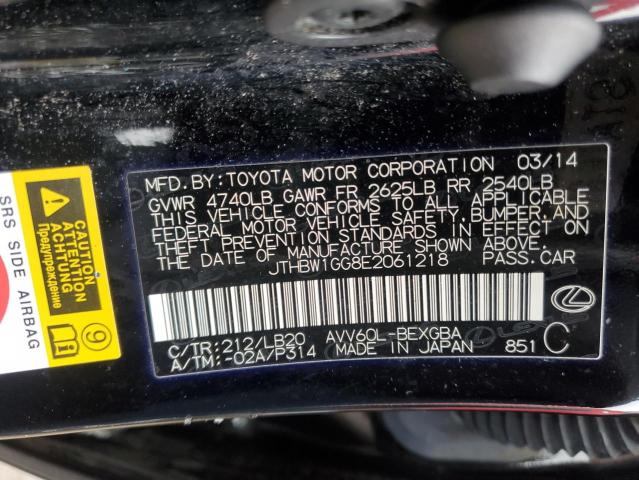 MFD. BY: TOYOTA MOTOR CORPORATION 03/14
GVWR 4740LB GAWR FR 2625LB RR 2540LB
THIS VEHICLE CONFORMS TO ALL APPLICABLE
FEDERAL MOTOR VEHICLE SAFETY, BUMPER, AND
THEFT PREVENTION STANDARDS IN EFFECT ON
THE DATE OF MANUFACTURE SHOWN ABOVE.
JTHBW1GG8E2061218 PASS. CAR
C/TR: 212/LB20 AVV60L-BEXGBA
A/TM: -02A/P314 MADE IN JAPAN 851 C
SRS SIDE AIRBAG
CAUTION
ATTENTION
ACHTUNG
Предупреждение
9